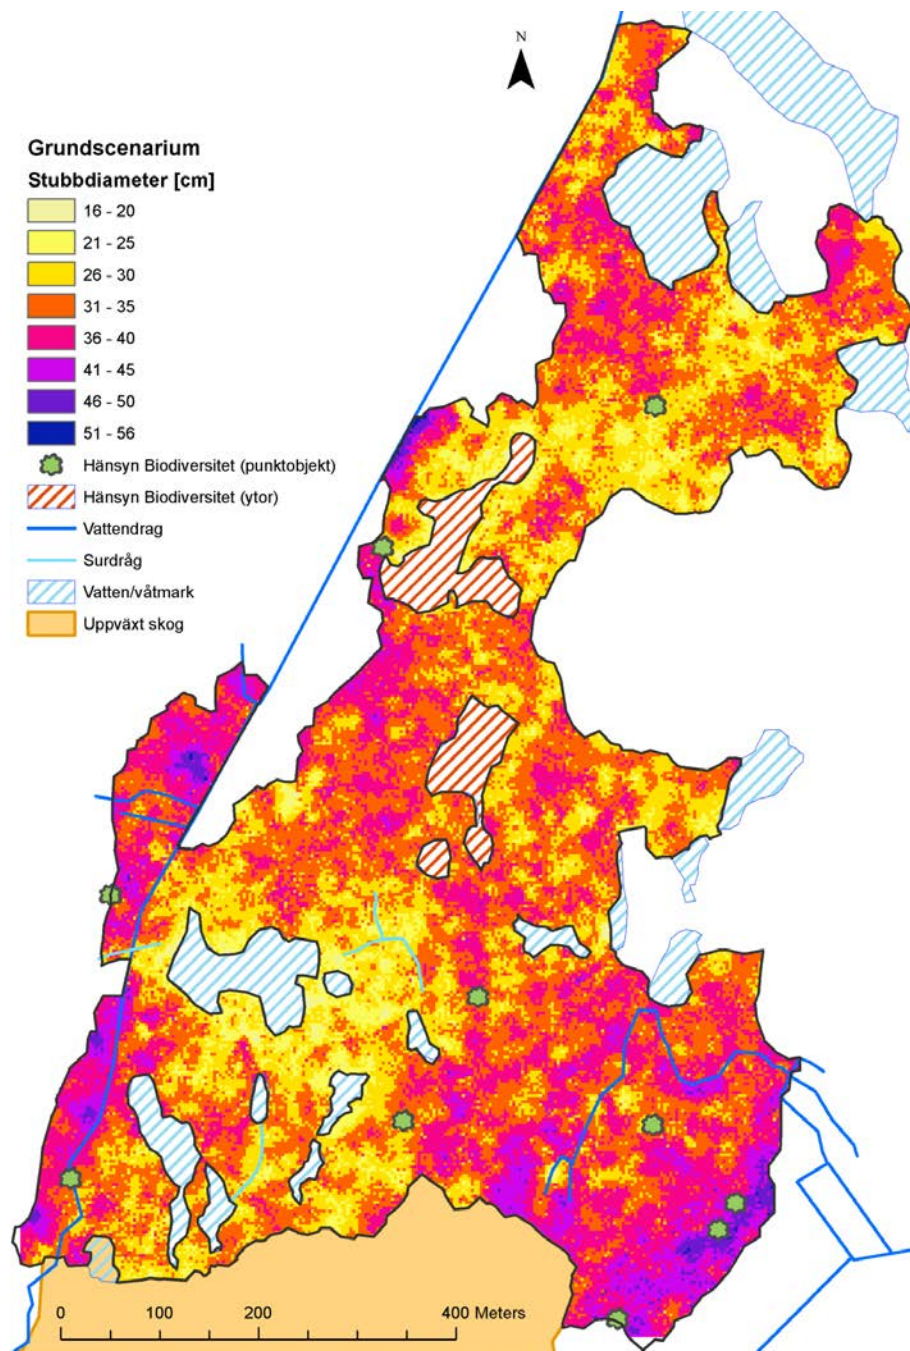 N
Grundscenarium
Stubbdiameter [cm]
16 - 20
21 - 25
26 - 30
31 - 35
36 - 40
41 - 45
46 - 50
51 - 56
Hänsyn Biodiversitet (punktobjekt)
Hänsyn Biodiversitet (ytor)
Vattendrag
Surdråg
Vatten/våtmark
Uppväxt skog
0 100 200 400 Meters